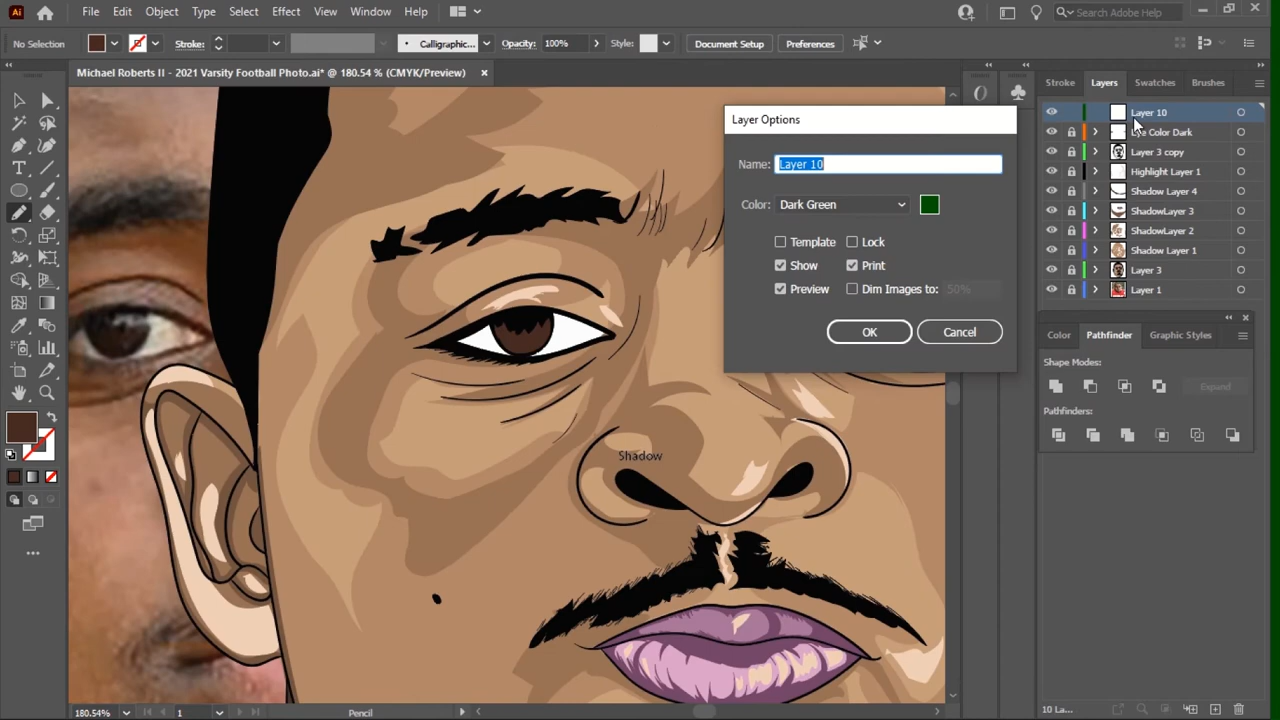 Ai File Edit Object Type Select Effect View Window Help Search Adobe Help
No Selection Stroke: Calligraphic... Opacity: 100% Style: Document Setup Preferences
Michael Roberts II - 2021 Varsity Football Photo.ai* @ 180.54 % (CMYK/Preview)
Layer Options
Name: Layer 10
Color: Dark Green
Template Lock
Show Print
Preview Dim Images to: 50%
OK Cancel
Shadow
Stroke Layers Swatches Brushes
Layer 10
Eye Color Dark
Layer 3 copy
Highlight Layer 1
Shadow Layer 4
ShadowLayer 3
ShadowLayer 2
Shadow Layer 1
Layer 3
Layer 1
Color Pathfinder Graphic Styles
Shape Modes:
Expand
Pathfinders:
180.54% 1 Pencil
10 La...